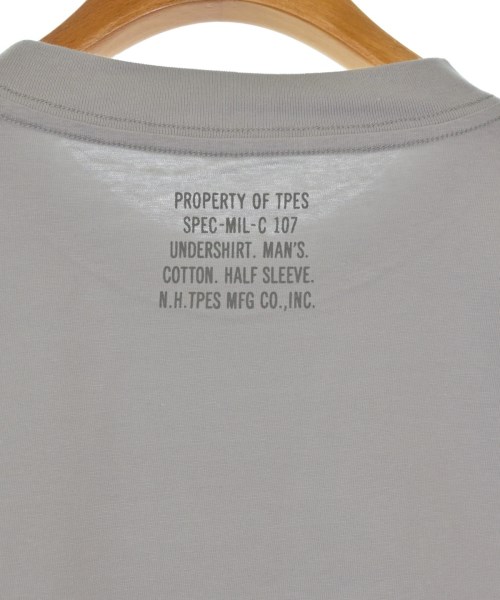 PROPERTY OF TPES
SPEC-MIL-C 107
UNDERSHIRT. MAN'S.
COTTON. HALF SLEEVE.
N.H.TPES MFG CO.,INC.